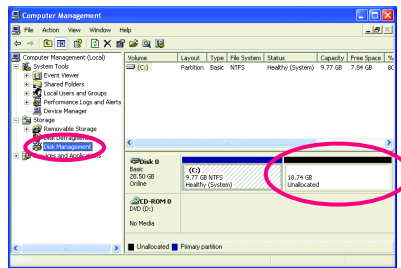 Computer Management
File Action View Window Help
Computer Management (Local)
System Tools
Event Viewer
Shared Folders
Local Users and Groups
Performance Logs and Alerts
Device Manager
Storage
Removable Storage
Disk Defragmenter
Disk Management
Services and Applications
Volume Layout Type File System Status Capacity Free Space %
(C:) Partition Basic NTFS Healthy (System) 9.77 GB 7.84 GB 80
Disk 0
Basic
28.50 GB
Online
(C:)
9.77 GB NTFS
Healthy (System)
18.74 GB
Unallocated
CD-ROM 0
DVD (D:)
No Media
Unallocated Primary partition